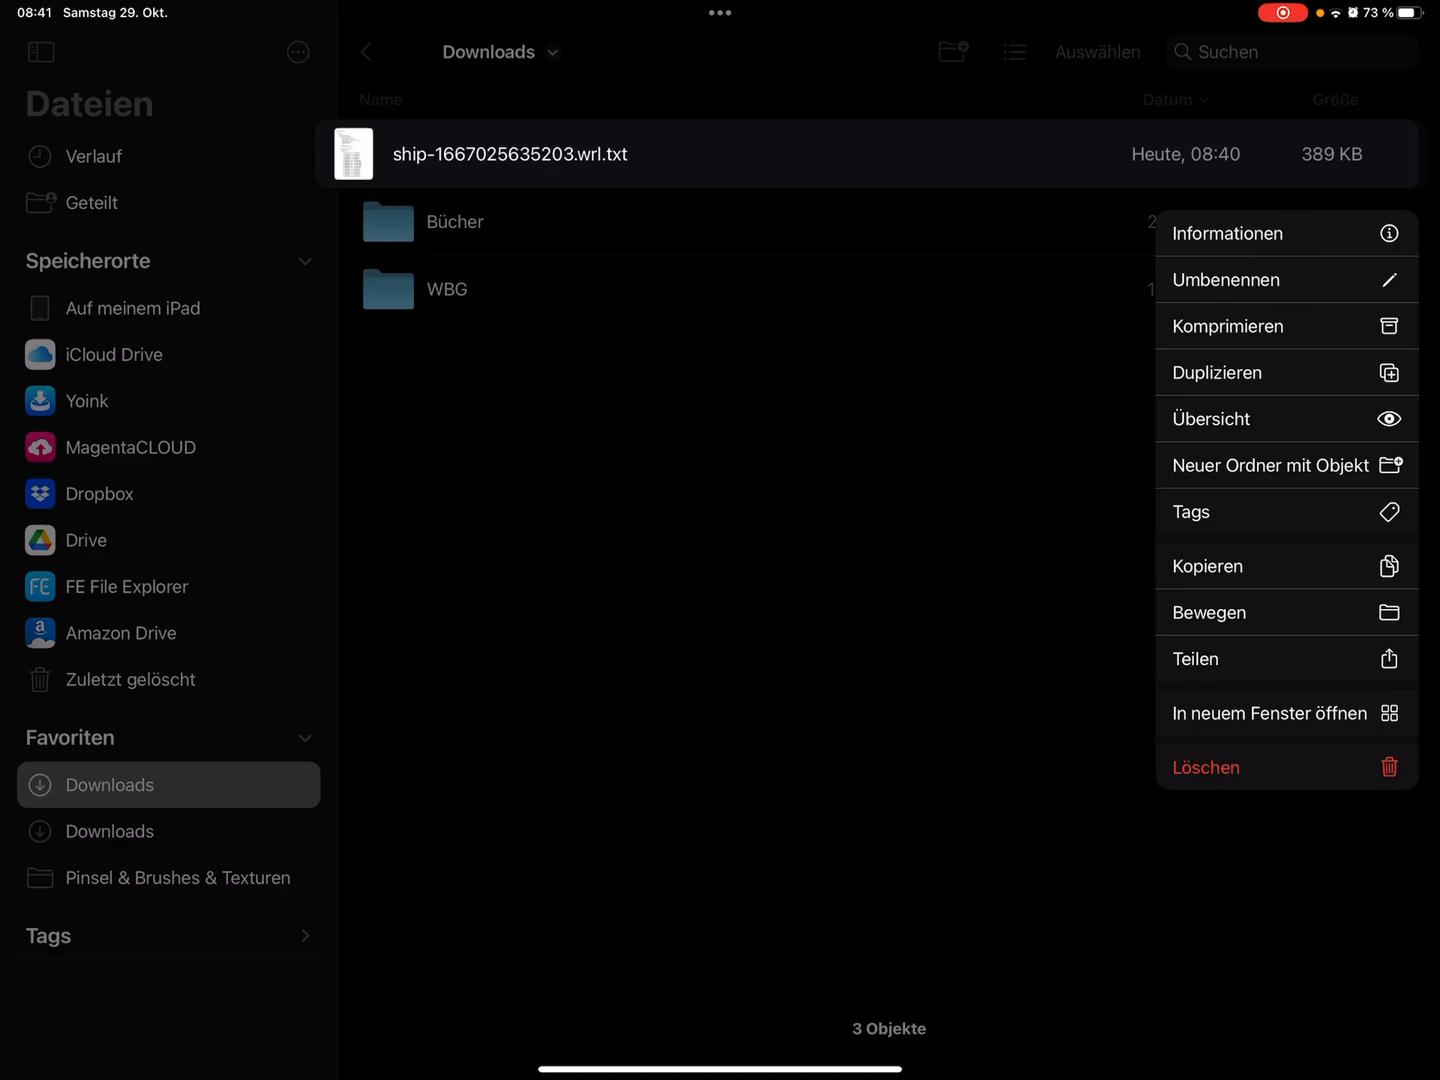 08:41 Samstag 29. Okt.
73 %
Dateien
Verlauf
Geteilt
Speicherorte
Auf meinem iPad
iCloud Drive
Yoink
MagentaCLOUD
Dropbox
Drive
FE File Explorer
Amazon Drive
Zuletzt gelöscht
Favoriten
Downloads
Downloads
Pinsel & Brushes & Texturen
Tags
Downloads
Auswählen
Suchen
Name Datum Größe
ship-1667025635203.wrl.txt Heute, 08:40 389 KB
Bücher 2
WBG 1
Informationen
Umbenennen
Komprimieren
Duplizieren
Übersicht
Neuer Ordner mit Objekt
Tags
Kopieren
Bewegen
Teilen
In neuem Fenster öffnen
Löschen
3 Objekte